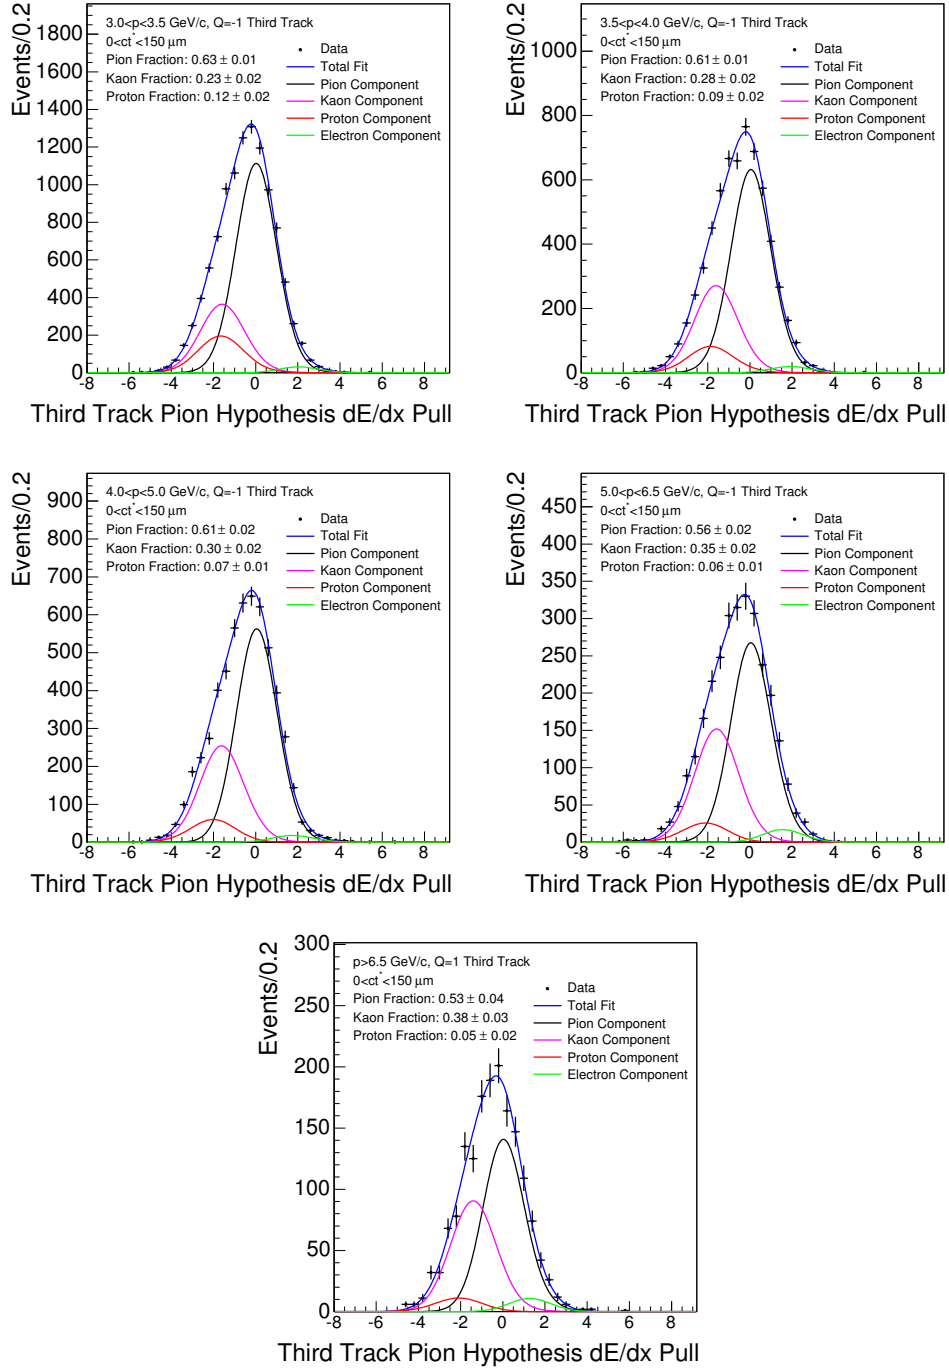 3.0<p<3.5 GeV/c, Q=-1 Third Track
0<ct*<150 μm
Pion Fraction: 0.63 ± 0.01
Kaon Fraction: 0.23 ± 0.02
Proton Fraction: 0.12 ± 0.02
Data
Total Fit
Pion Component
Kaon Component
Proton Component
Electron Component
Events/0.2
1800
1600
1400
1200
1000
800
600
400
200
0
-8 -6 -4 -2 0 2 4 6 8
Third Track Pion Hypothesis dE/dx Pull
3.5<p<4.0 GeV/c, Q=-1 Third Track
0<ct*<150 μm
Pion Fraction: 0.61 ± 0.01
Kaon Fraction: 0.28 ± 0.02
Proton Fraction: 0.09 ± 0.02
Data
Total Fit
Pion Component
Kaon Component
Proton Component
Electron Component
Events/0.2
1000
800
600
400
200
0
-8 -6 -4 -2 0 2 4 6 8
Third Track Pion Hypothesis dE/dx Pull
4.0<p<5.0 GeV/c, Q=-1 Third Track
0<ct*<150 μm
Pion Fraction: 0.61 ± 0.02
Kaon Fraction: 0.30 ± 0.02
Proton Fraction: 0.07 ± 0.01
Data
Total Fit
Pion Component
Kaon Component
Proton Component
Electron Component
Events/0.2
900
800
700
600
500
400
300
200
100
0
-8 -6 -4 -2 0 2 4 6 8
Third Track Pion Hypothesis dE/dx Pull
5.0<p<6.5 GeV/c, Q=-1 Third Track
0<ct*<150 μm
Pion Fraction: 0.56 ± 0.02
Kaon Fraction: 0.35 ± 0.02
Proton Fraction: 0.06 ± 0.01
Data
Total Fit
Pion Component
Kaon Component
Proton Component
Electron Component
Events/0.2
450
400
350
300
250
200
150
100
50
0
-8 -6 -4 -2 0 2 4 6 8
Third Track Pion Hypothesis dE/dx Pull
p>6.5 GeV/c, Q=1 Third Track
0<ct*<150 μm
Pion Fraction: 0.53 ± 0.04
Kaon Fraction: 0.38 ± 0.03
Proton Fraction: 0.05 ± 0.02
Data
Total Fit
Pion Component
Kaon Component
Proton Component
Electron Component
Events/0.2
300
250
200
150
100
50
0
-8 -6 -4 -2 0 2 4 6 8
Third Track Pion Hypothesis dE/dx Pull